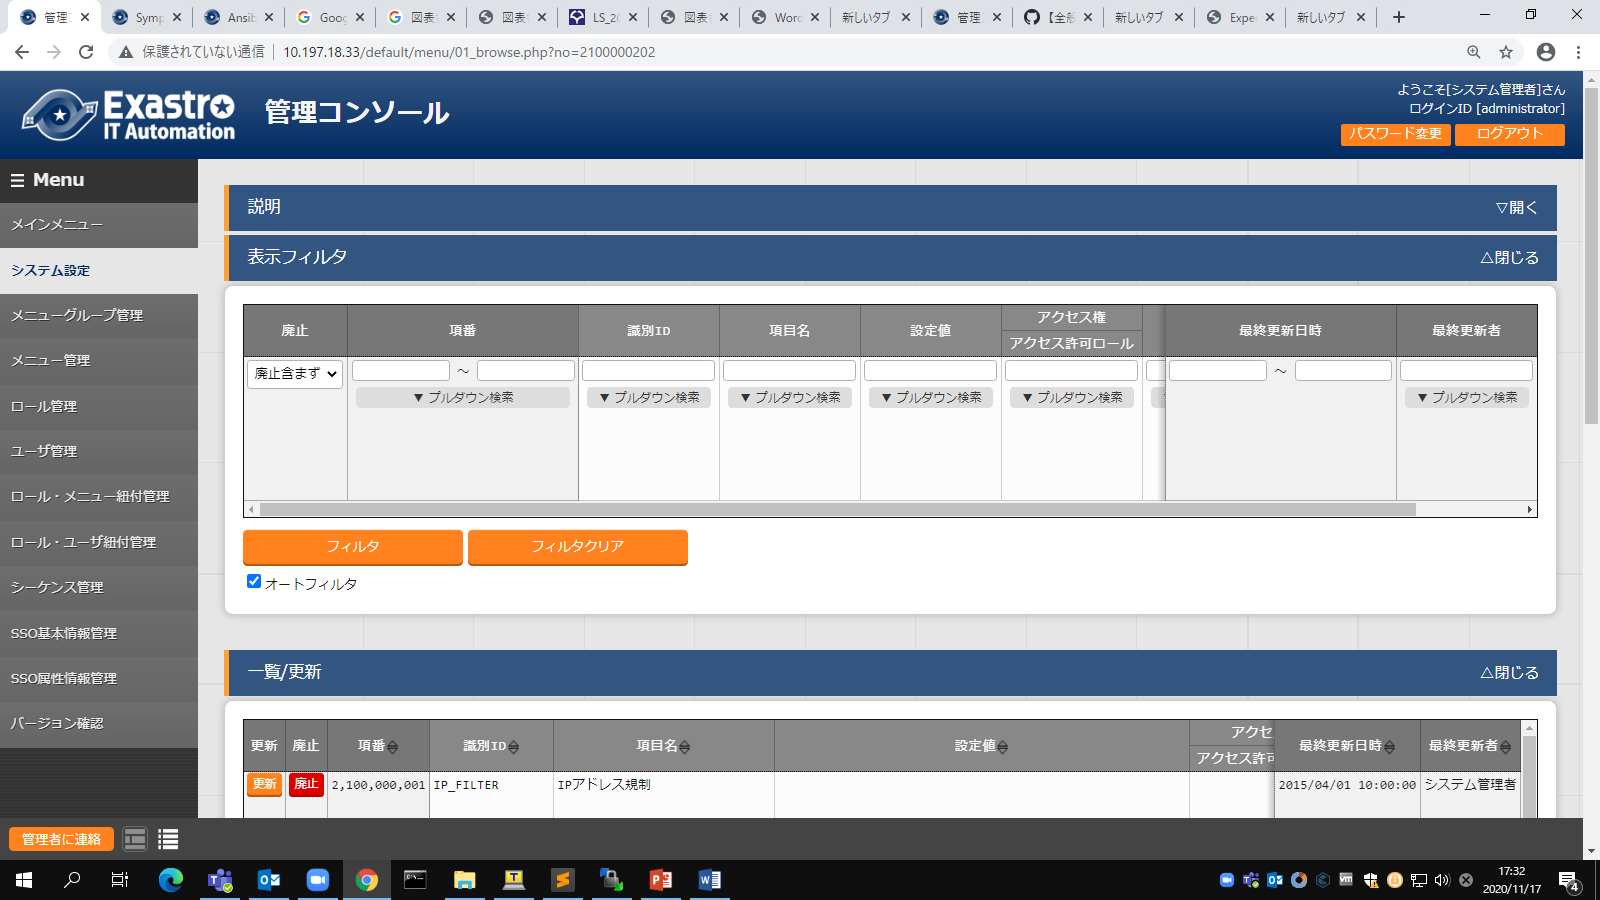 管理コ
Symp
Ansib
Goog
図表
図表
LS_20
図表
Word
新しいタブ
管理コ
【全般
新しいタブ
Expe
新しいタブ
保護されていない通信
10.197.18.33/default/menu/01_browse.php?no=2100000202
Exastro
IT Automation
管理コンソール
ようこそ[システム管理者]さん
ログインID [administrator]
パスワード変更
ログアウト
Menu
メインメニュー
システム設定
メニューグループ管理
メニュー管理
ロール管理
ユーザ管理
ロール・メニュー紐付管理
ロール・ユーザ紐付管理
シーケンス管理
SSO基本情報管理
SSO属性情報管理
バージョン確認
説明
▽開く
表示フィルタ
△閉じる
廃止 項番 識別ID 項目名 設定値 アクセス権 最終更新日時 最終更新者
アクセス許可ロール
廃止含まず ～ ～
▼ プルダウン検索 ▼ プルダウン検索 ▼ プルダウン検索 ▼ プルダウン検索 ▼ プルダウン検索 ▼ プルダウン検索
フィルタ
フィルタクリア
オートフィルタ
一覧/更新
△閉じる
更新 廃止 項番 識別ID 項目名 設定値 アクセ 最終更新日時 最終更新者
アクセス許可
更新 廃止 2,100,000,001 IP_FILTER IPアドレス規制 2015/04/01 10:00:00 システム管理者
管理者に連絡
17:32
2020/11/17
4